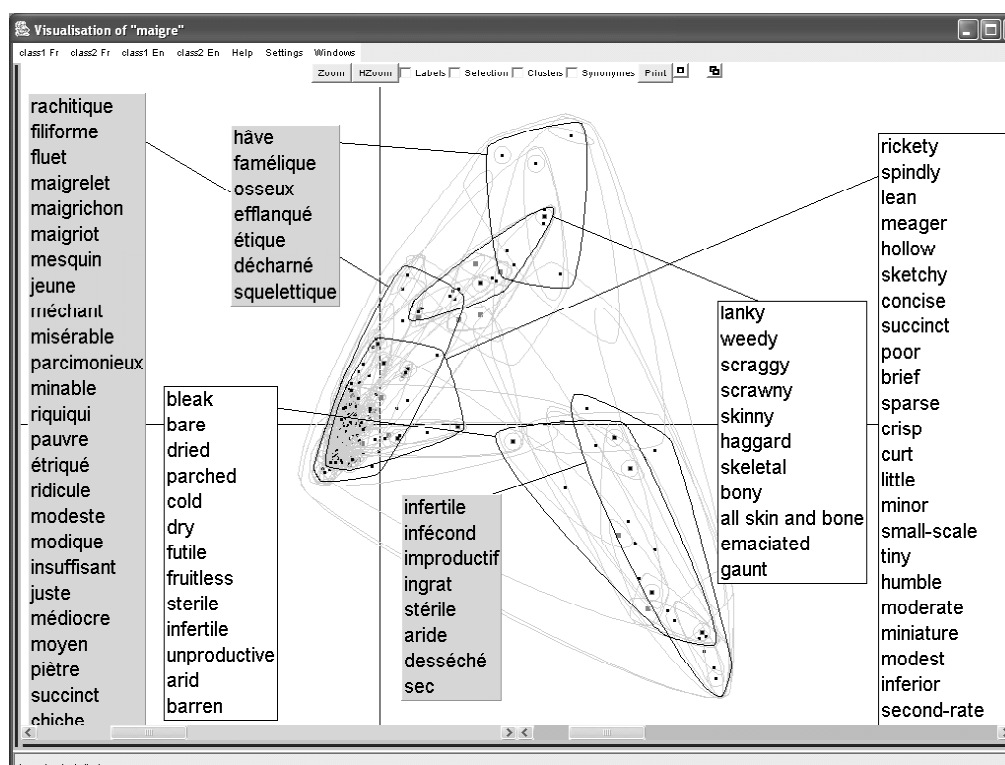 Visualisation of "maigre"
class1 Fr class2 Fr class1 En class2 En Help Settings Windows
Zoom HZoom Labels Selection Clusters Synonymes Print
rachitique
filiforme
fluet
maigrelet
maigrichon
maigriot
mesquin
jeune
méchant
misérable
parcimonieux
minable
riquiqui
pauvre
étriqué
ridicule
modeste
modique
insuffisant
juste
médiocre
moyen
piètre
succinct
chiche
hâve
famélique
osseux
efflanqué
étique
décharné
squelettique
bleak
bare
dried
parched
cold
dry
futile
fruitless
sterile
infertile
unproductive
arid
barren
infertile
infécond
improductif
ingrat
stérile
aride
desséché
sec
lanky
weedy
scraggy
scrawny
skinny
haggard
skeletal
bony
all skin and bone
emaciated
gaunt
rickety
spindly
lean
meager
hollow
sketchy
concise
succinct
poor
brief
sparse
crisp
curt
little
minor
small-scale
tiny
humble
moderate
miniature
modest
inferior
second-rate